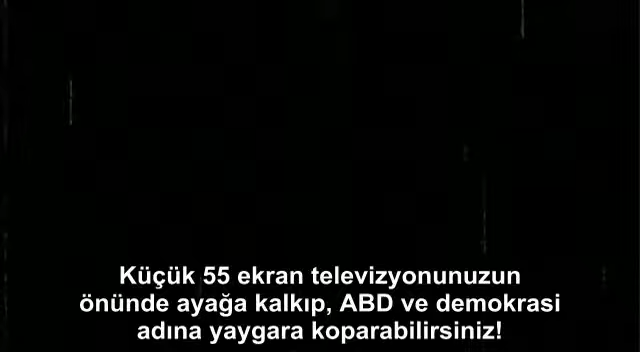 Küçük 55 ekran televizyonunuzun
önünde ayağa kalkıp, ABD ve demokrasi
adına yaygara koparabilirsiniz!